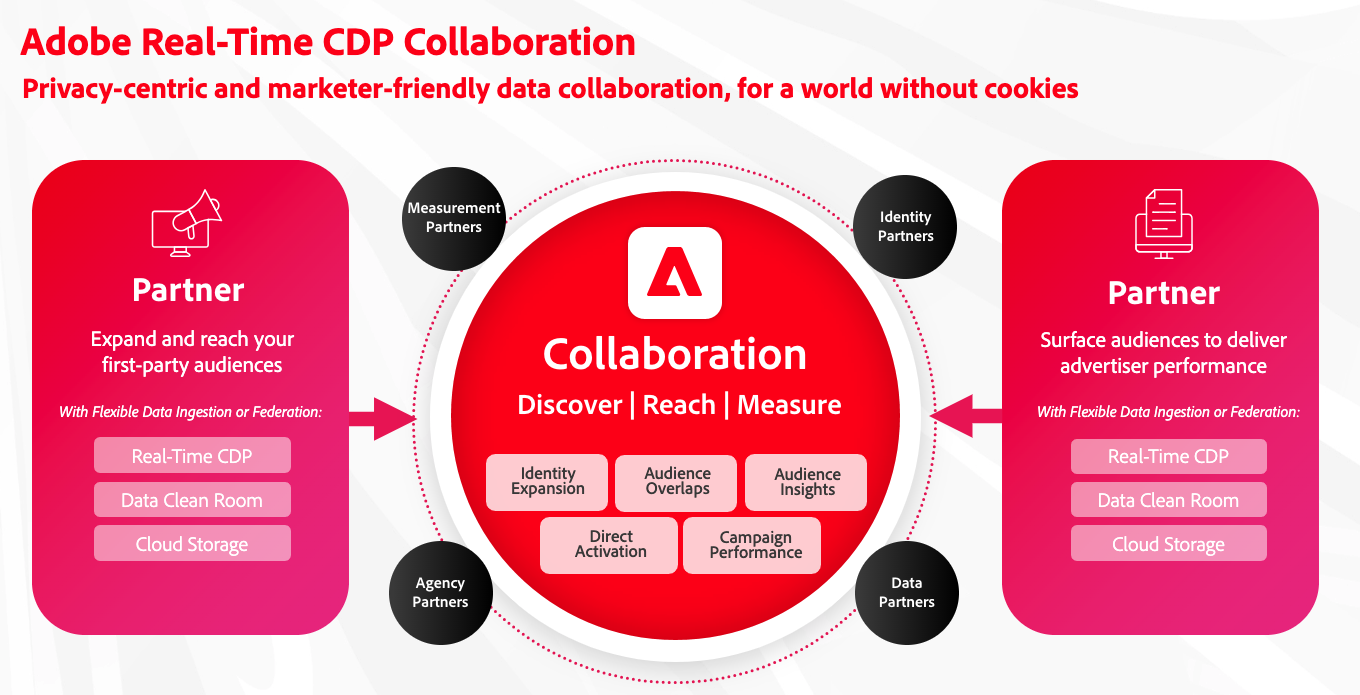 Adobe Real-Time CDP Collaboration
Privacy-centric and marketer-friendly data collaboration, for a world without cookies
Partner
Expand and reach your
first-party audiences
With Flexible Data Ingestion or Federation:
Real-Time CDP
Data Clean Room
Cloud Storage
Measurement
Partners
Identity
Partners
Collaboration
Discover | Reach | Measure
Identity
Expansion
Audience
Overlaps
Audience
Insights
Direct
Activation
Campaign
Performance
Agency
Partners
Data
Partners
Partner
Surface audiences to deliver
advertiser performance
With Flexible Data Ingestion or Federation:
Real-Time CDP
Data Clean Room
Cloud Storage